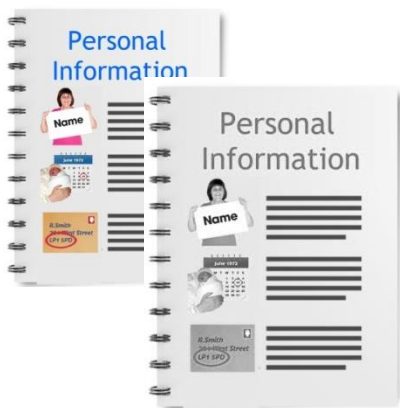 Personal
Information
Name
June 1972
R.Smith
West Street
LP1 5PD
Personal
Information
Name
June 1972
R.Smith
West Street
LP1 5PD